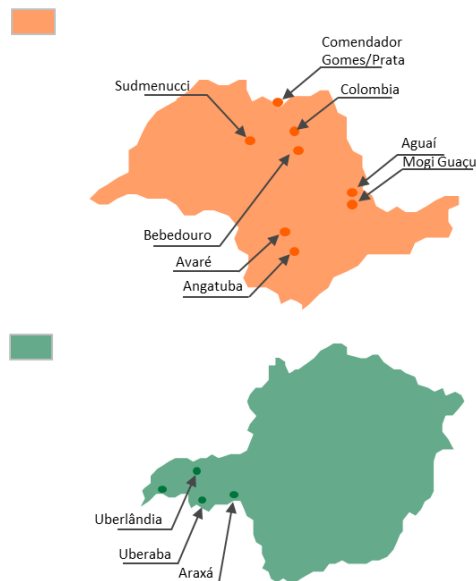 Comendador
Gomes/Prata
Sudmenucci
Colombia
Aguaí
Mogi Guaçu
Bebedouro
Avaré
Angatuba
Uberlândia
Uberaba
Araxá